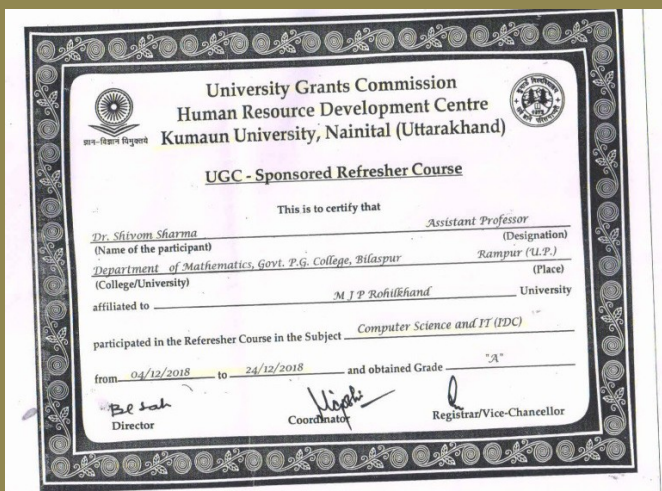 University Grants Commission
Human Resource Development Centre
Kumaun University, Nainital (Uttarakhand)
ज्ञान-विज्ञान विमुक्तये
UGC - Sponsored Refresher Course
This is to certify that
Dr. Shivom Sharma Assistant Professor
(Name of the participant) (Designation)
Department of Mathematics, Govt. P.G. College, Bilaspur Rampur (U.P.)
(College/University) (Place)
affiliated to M J P Rohilkhand University
participated in the Referesher Course in the Subject Computer Science and IT (IDC)
from 04/12/2018 to 24/12/2018 and obtained Grade "A"
Director Coordinator Registrar/Vice-Chancellor